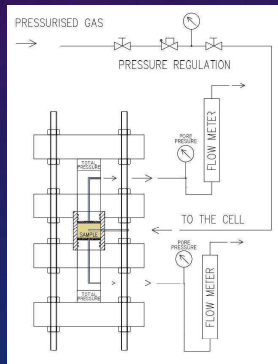 PRESSURISED GAS
PRESSURE REGULATION
TOTAL
PRESSURE
PORE
PRESSURE
FLOW METER
SAMPLE
TO THE CELL
PORE
PRESSURE
FLOW METER
TOTAL
PRESSURE